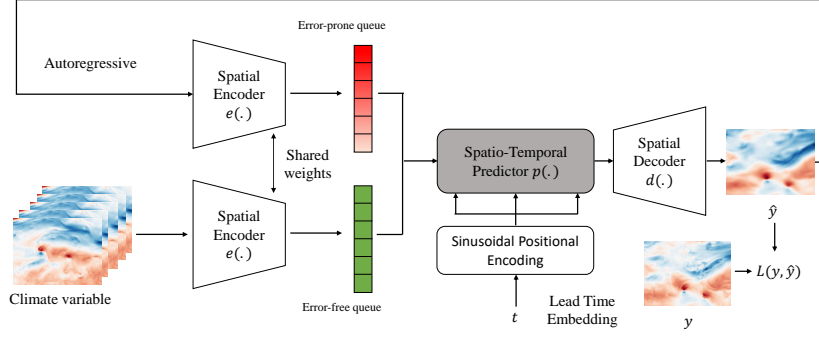 Error-prone queue
Autoregressive
Spatial
Encoder
e(.)
Shared
weights
Spatio-Temporal
Predictor p(.)
Spatial
Decoder
d(.)
ŷ
Spatial
Encoder
e(.)
Sinusoidal Positional
Encoding
L(y, ŷ)
Climate variable
Error-free queue
t
Lead Time
Embedding
y